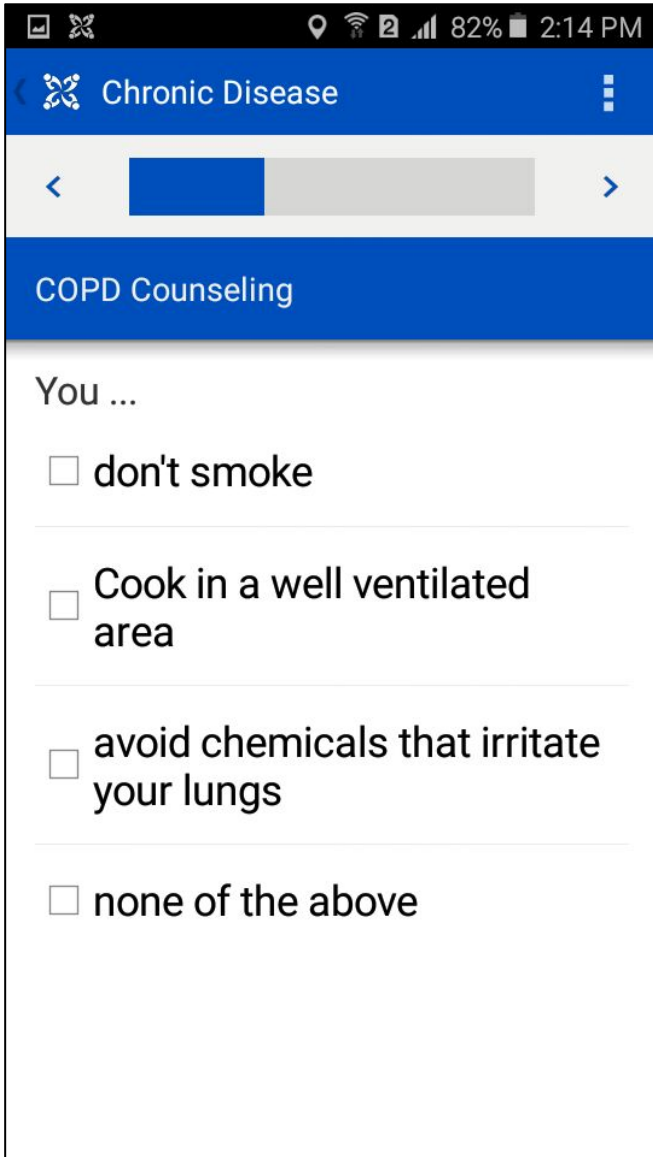 2 82% 2:14 PM
Chronic Disease
COPD Counseling
You ...
don't smoke
Cook in a well ventilated
area
avoid chemicals that irritate
your lungs
none of the above